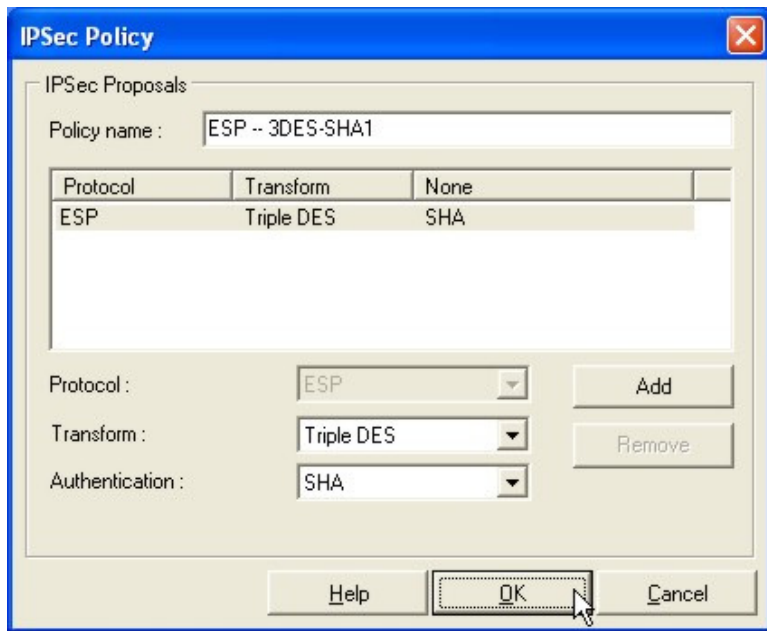 IPSec Policy
IPSec Proposals
Policy name : ESP -- 3DES-SHA1
Protocol Transform None
ESP Triple DES SHA
Protocol : ESP Add
Transform : Triple DES Remove
Authentication : SHA
Help OK Cancel